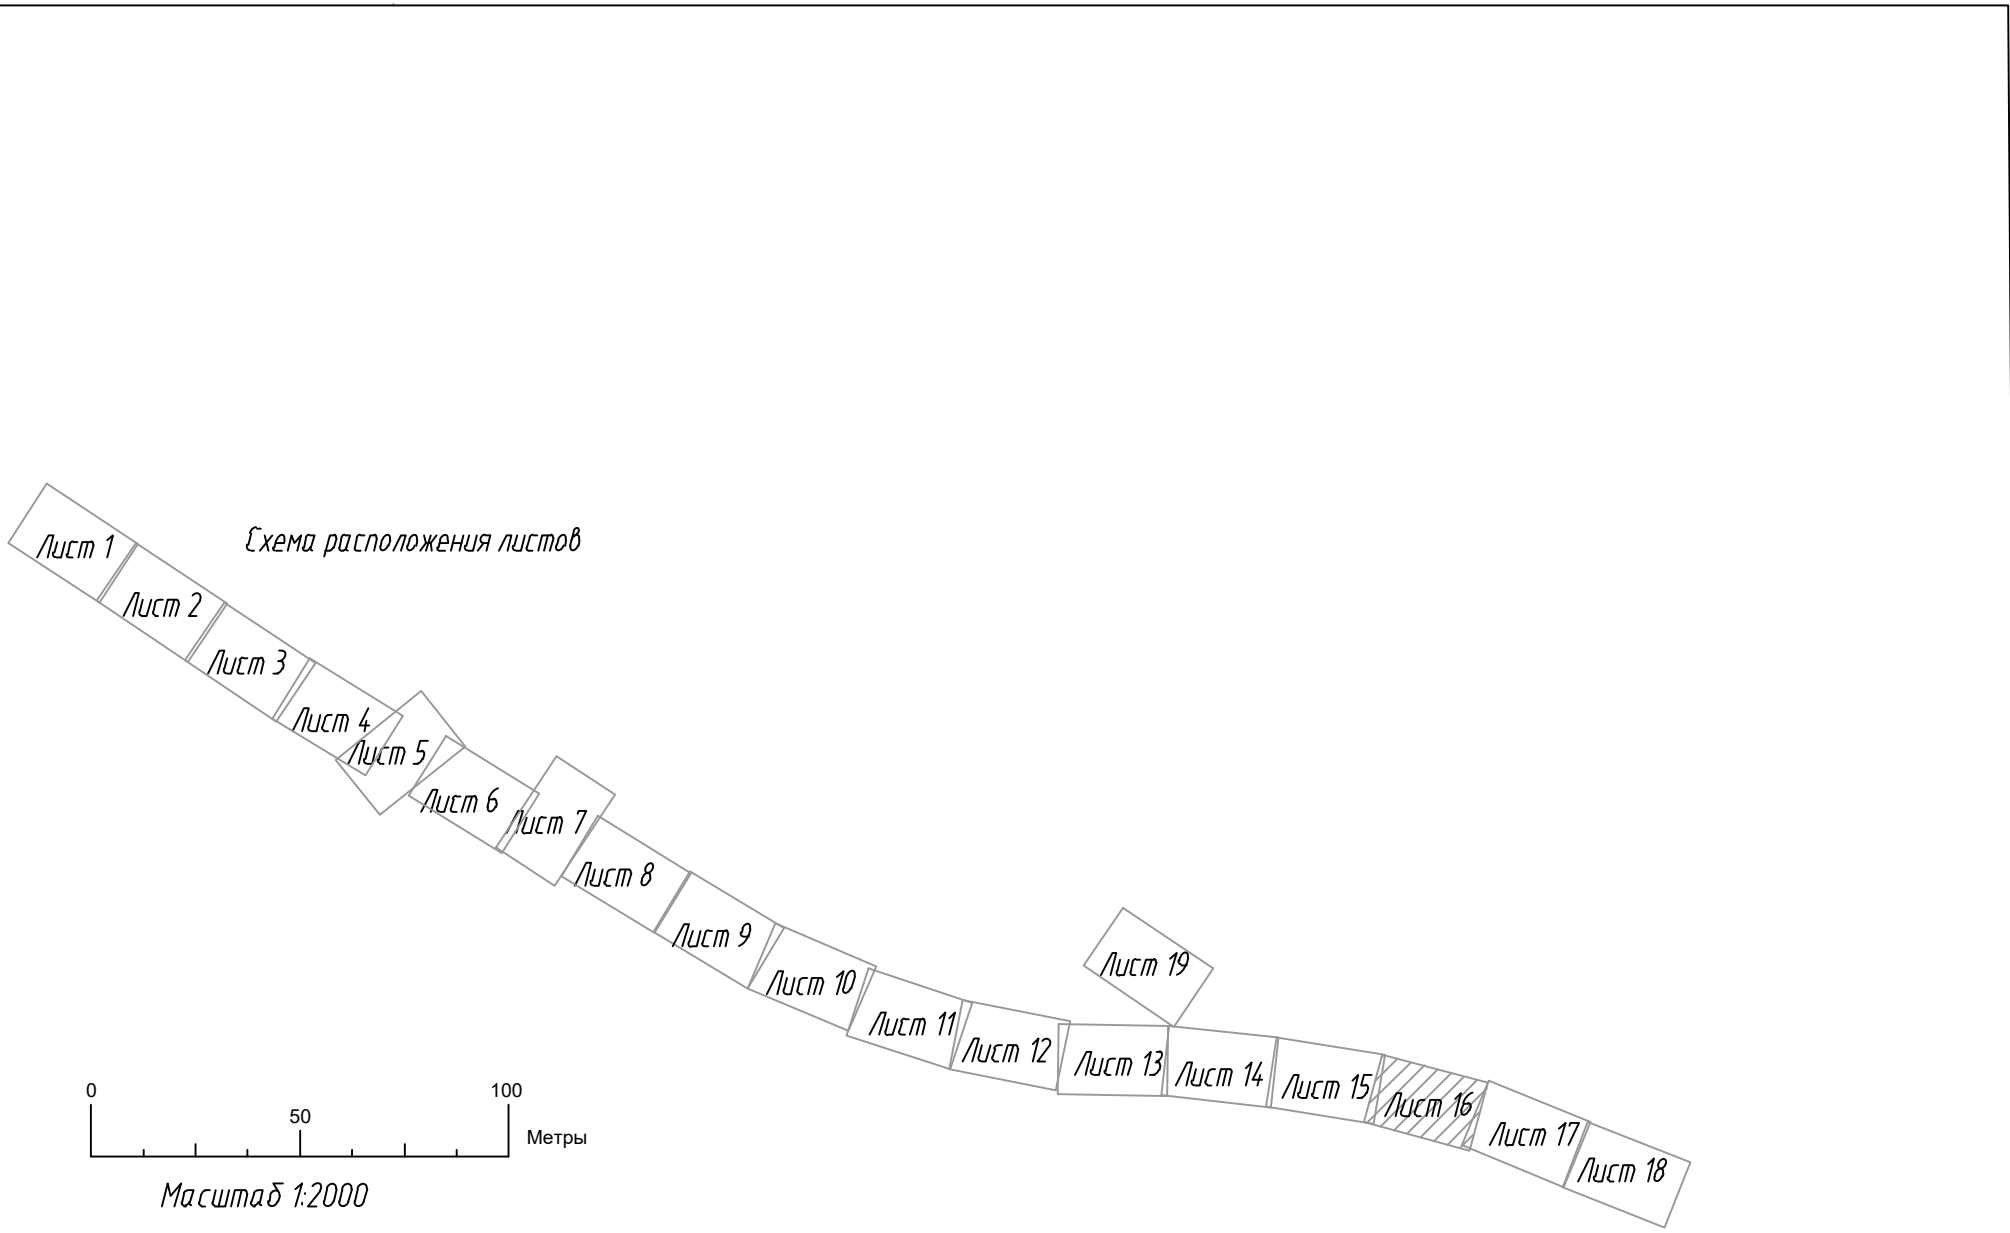 Схема расположения листов
Лист 1
Лист 2
Лист 3
Лист 4
Лист 5
Лист 6
Лист 7
Лист 8
Лист 9
Лист 10
Лист 11
Лист 12
Лист 13
Лист 14
Лист 15
Лист 16
Лист 17
Лист 18
Лист 19
0
50
100
Метры
Масштаб 1:2000